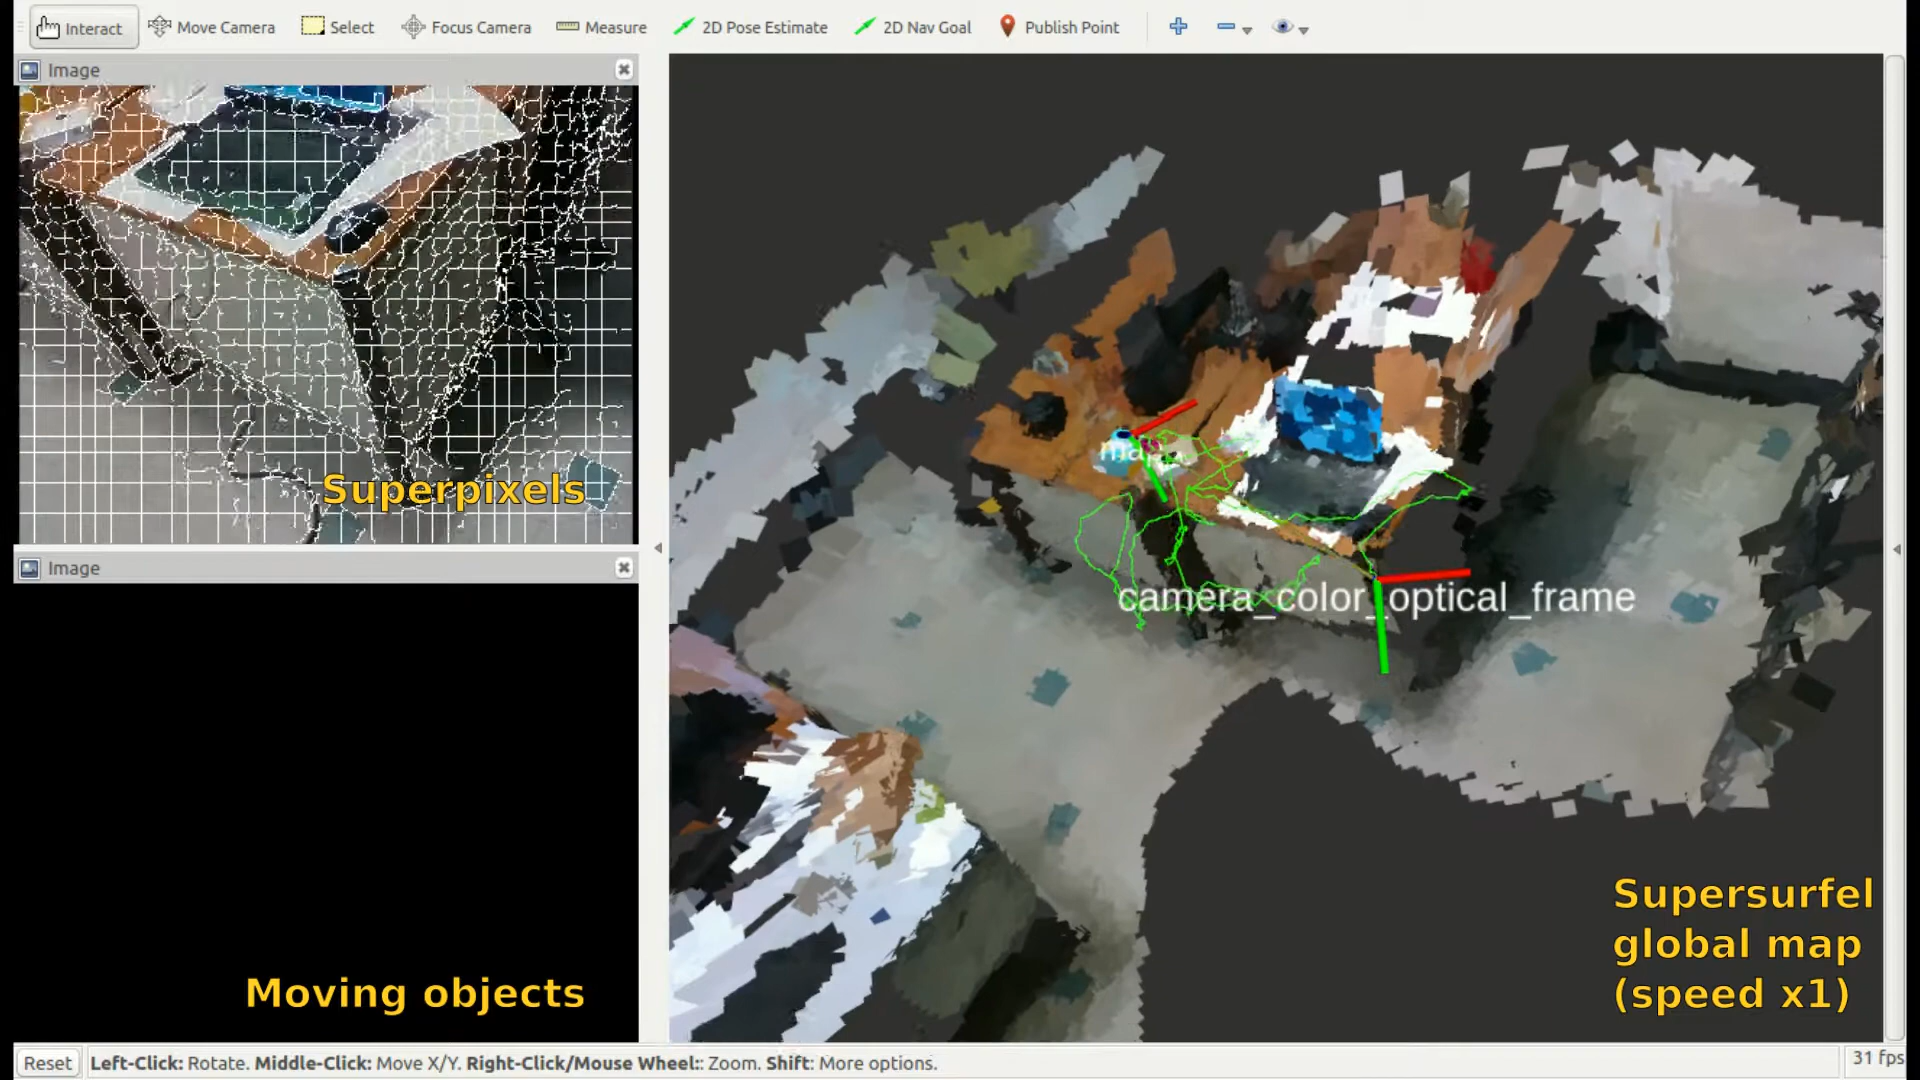 Interact Move Camera Select Focus Camera Measure 2D Pose Estimate 2D Nav Goal Publish Point
Image
Superpixels
Image
Moving objects
map
camera_color_optical_frame
Supersurfel
global map
(speed x1)
Reset Left-Click: Rotate. Middle-Click: Move X/Y. Right-Click/Mouse Wheel:: Zoom. Shift: More options. 31 fps